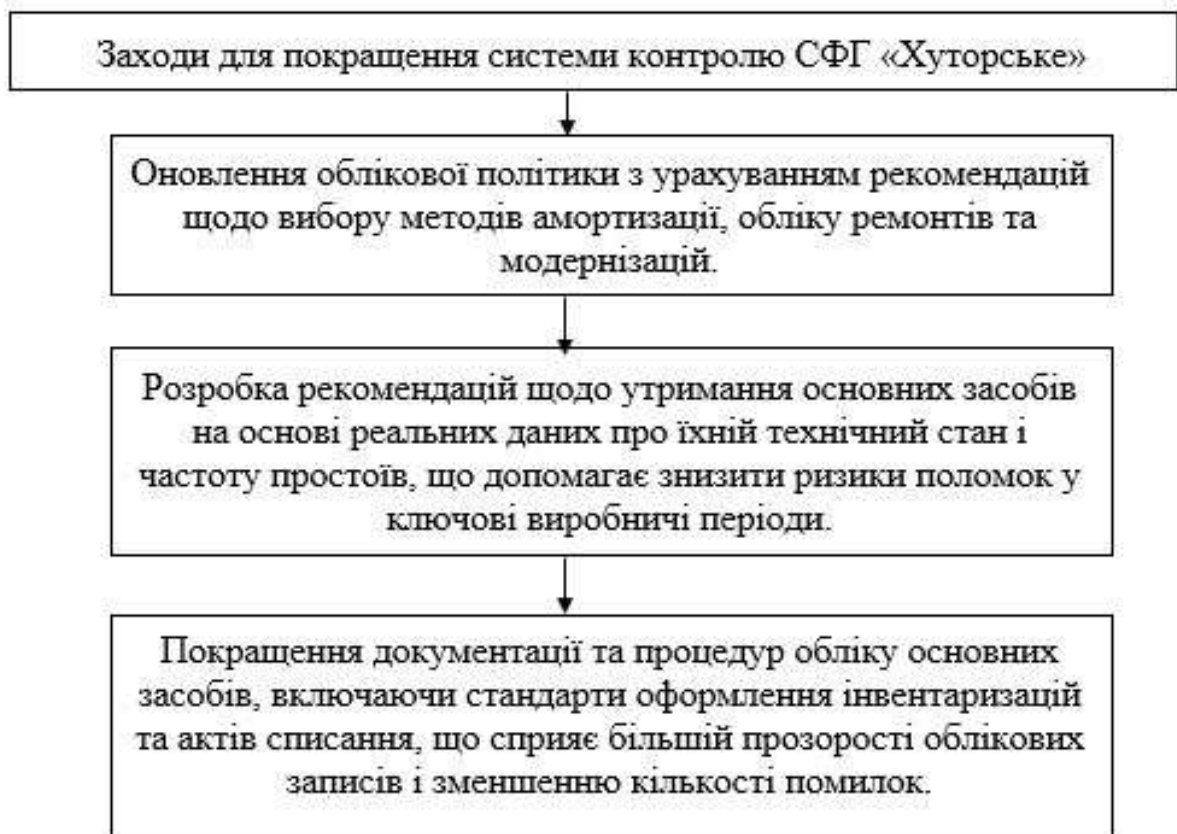 Заходи для покращення системи контролю СФГ «Хуторське»
Оновлення облікової політики з урахуванням рекомендацій
щодо вибору методів амортизації, обліку ремонтів та
модернізацій.
Розробка рекомендацій щодо утримання основних засобів
на основі реальних даних про їхній технічний стан і
частоту простоїв, що допомагає знизити ризики поломок у
ключові виробничі періоди.
Покращення документації та процедур обліку основних
засобів, включаючи стандарти оформлення інвентаризацій
та актів списання, що сприяє більшій прозорості облікових
записів і зменшенню кількості помилок.